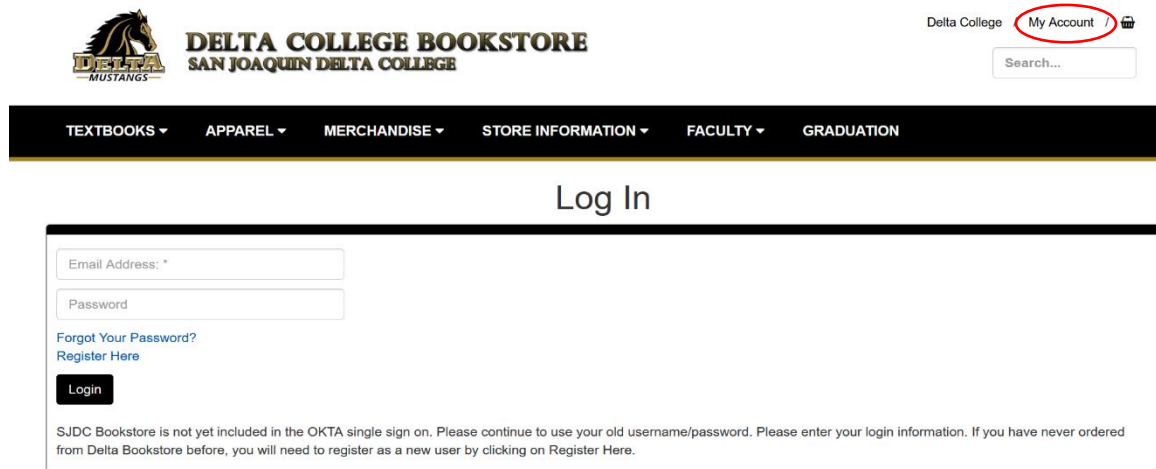 Delta College / My Account /
DELTA
MUSTANGS
DELTA COLLEGE BOOKSTORE
SAN JOAQUIN DELTA COLLEGE
Search...
TEXTBOOKS APPAREL MERCHANDISE STORE INFORMATION FACULTY GRADUATION
Log In
Email Address: *
Password
Forgot Your Password?
Register Here
Login
SJDC Bookstore is not yet included in the OKTA single sign on. Please continue to use your old username/password. Please enter your login information. If you have never ordered
from Delta Bookstore before, you will need to register as a new user by clicking on Register Here.